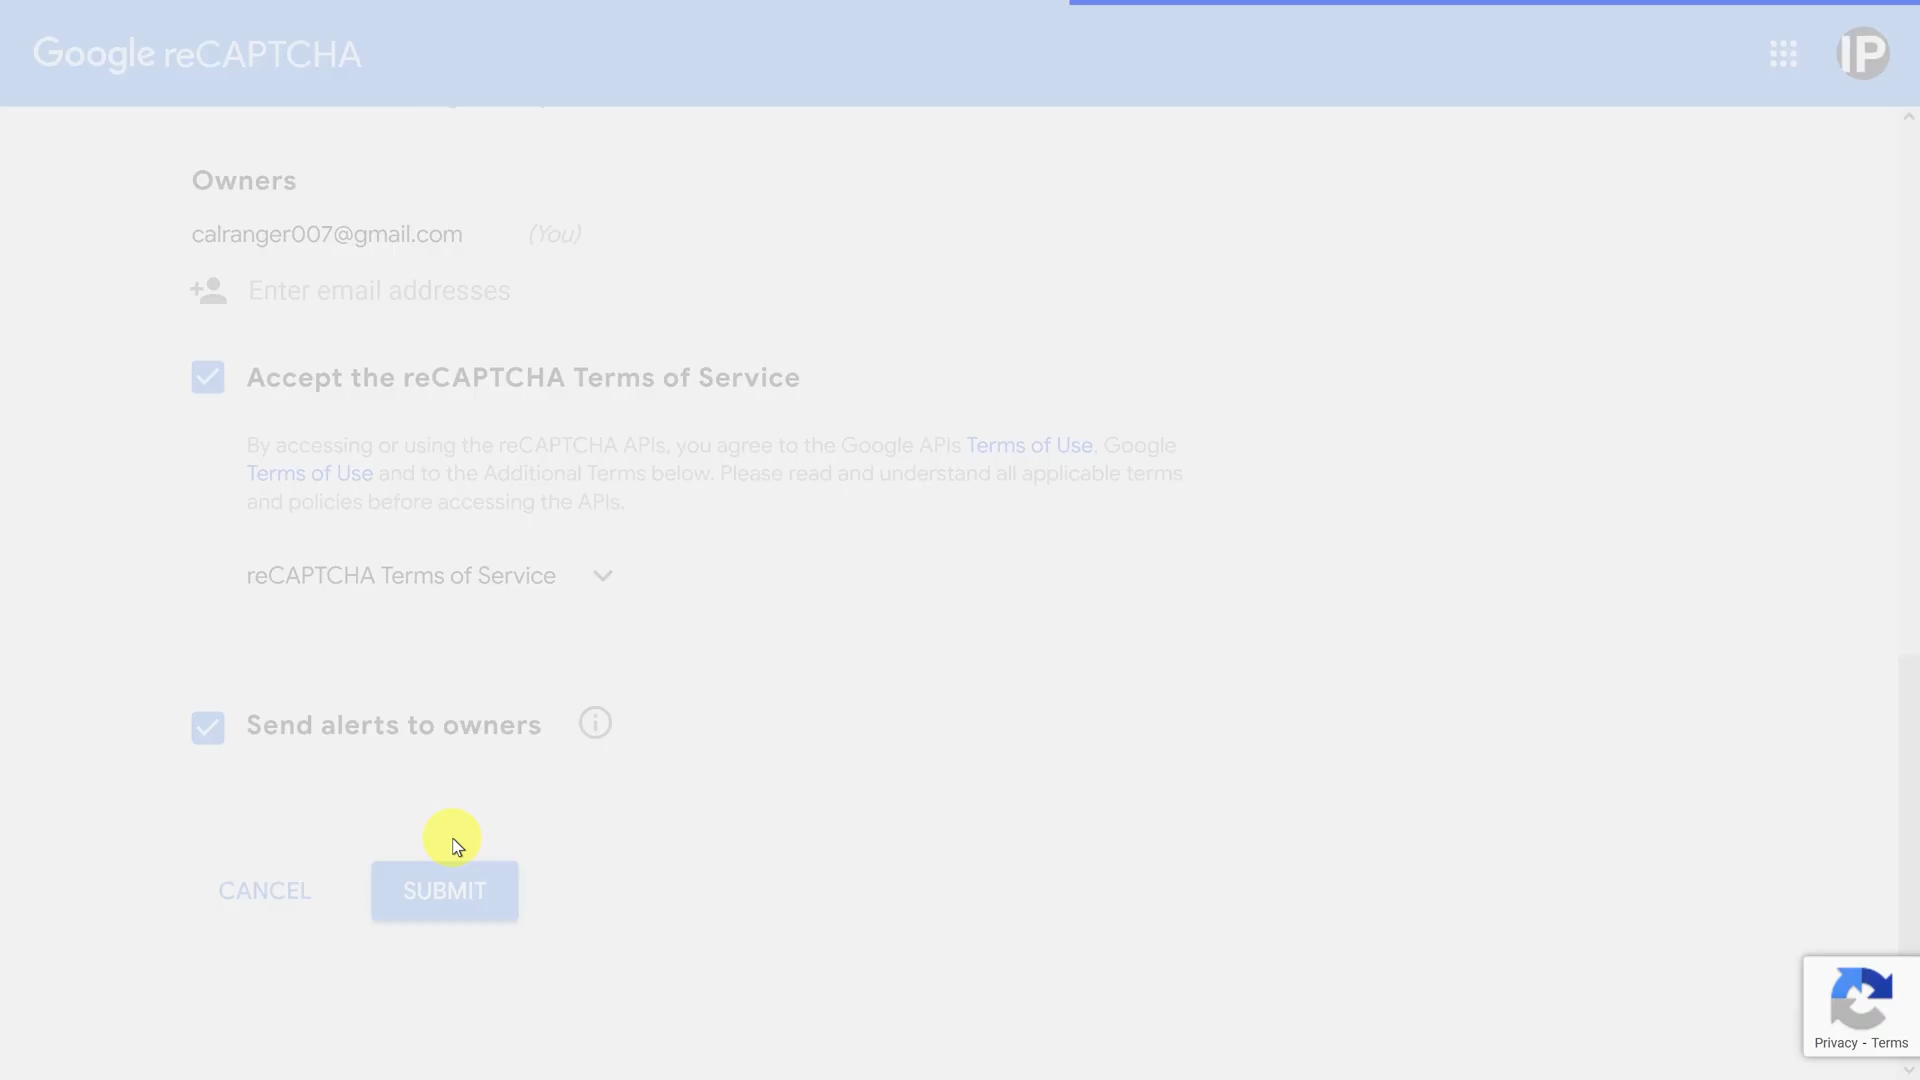 Google reCAPTCHA
IP
Owners
calranger007@gmail.com (You)
Enter email addresses
Accept the reCAPTCHA Terms of Service
By accessing or using the reCAPTCHA APIs, you agree to the Google APIs Terms of Use, Google
Terms of Use and to the Additional Terms below. Please read and understand all applicable terms
and policies before accessing the APIs.
reCAPTCHA Terms of Service
Send alerts to owners
CANCEL SUBMIT
Privacy - Terms